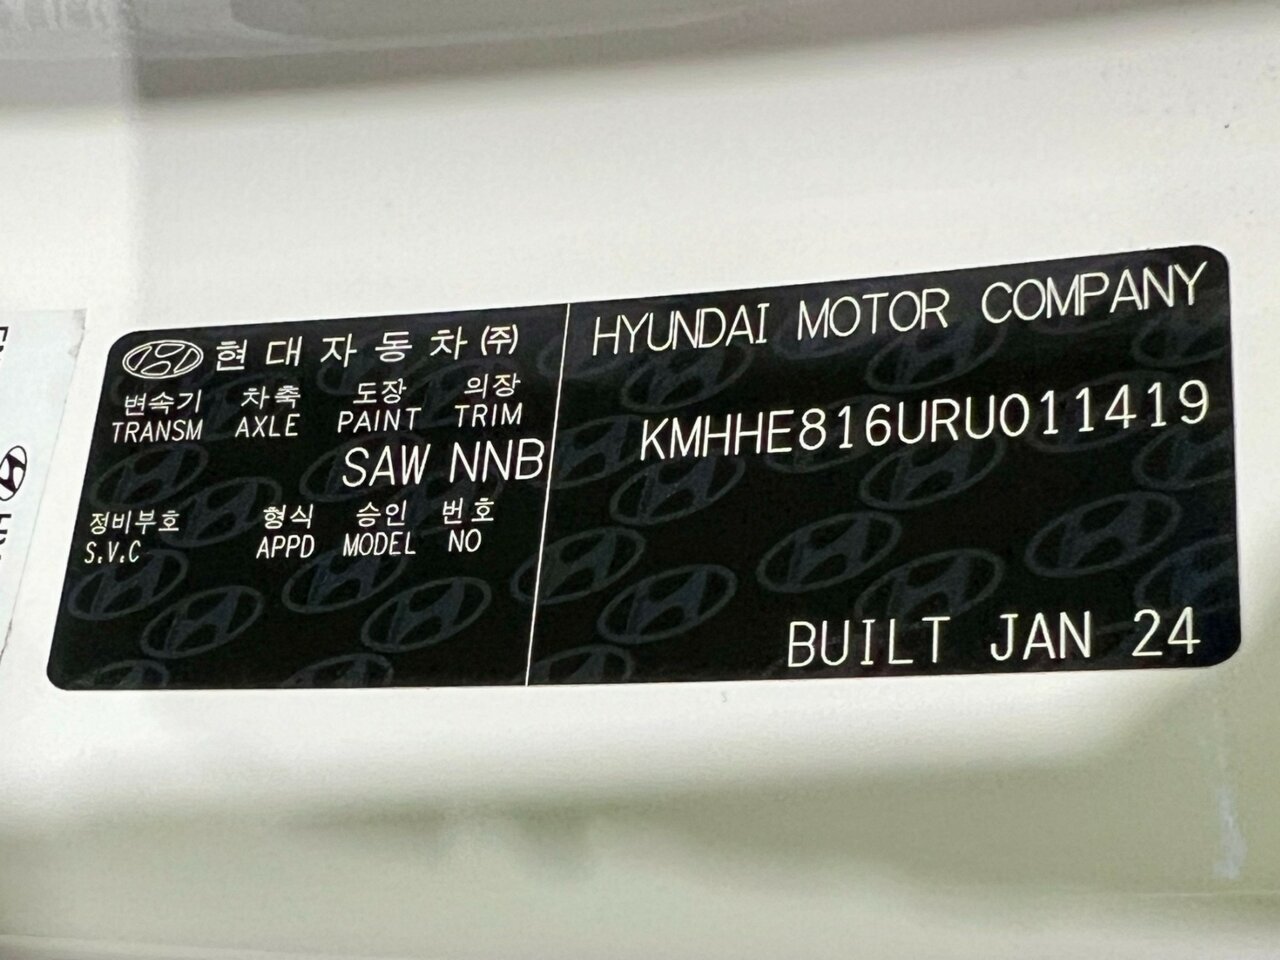 현대자동차(주)
변속기 차축 도장 의장
TRANSM AXLE PAINT TRIM
SAW NNB
정비부호 형식 승인 번호
S.V.C APPD MODEL NO
HYUNDAI MOTOR COMPANY
KMHHE816URU011419
BUILT JAN 24